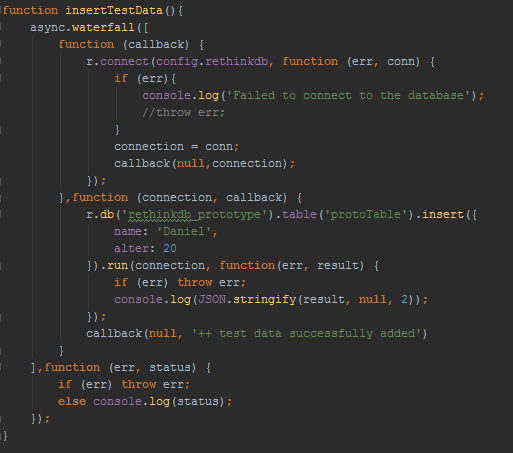 function insertTestData(){
    async.waterfall([
        function (callback) {
            r.connect(config.rethinkdb, function (err, conn) {
                if (err){
                    console.log('Failed to connect to the database');
                    //throw err;
                }
                connection = conn;
                callback(null,connection);
            });
        },function (connection, callback) {
            r.db('rethinkdb_prototype').table('protoTable').insert({
                name: 'Daniel',
                alter: 20
            }).run(connection, function(err, result) {
                if (err) throw err;
                console.log(JSON.stringify(result, null, 2));
            });
            callback(null, '++ test data successfully added')
        }
    ],function (err, status) {
        if (err) throw err;
        else console.log(status);
    });
}